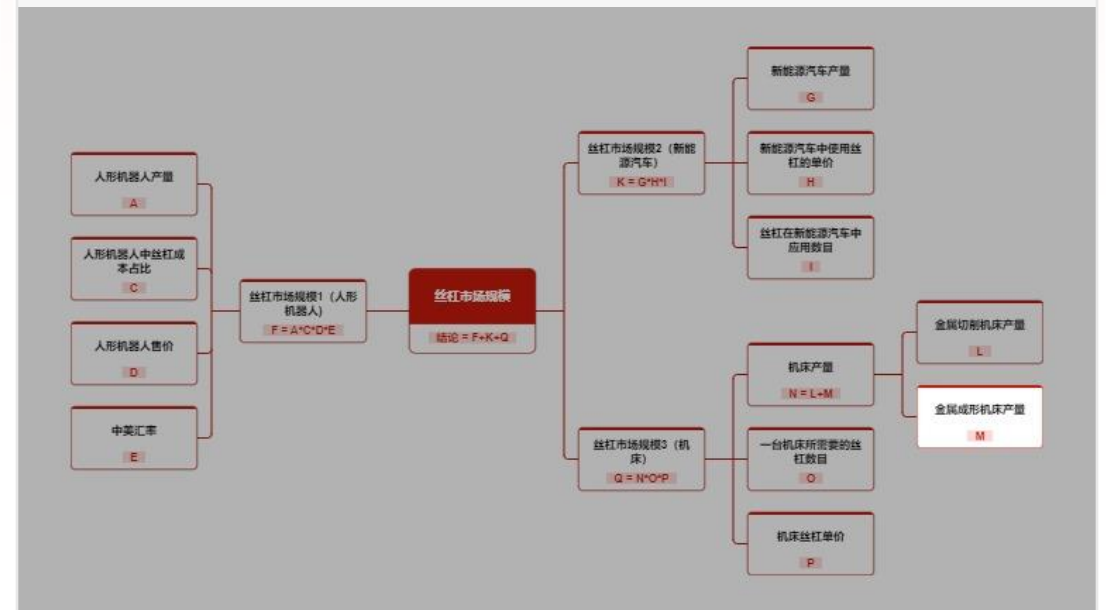 人形机器人产量
A
人形机器人中丝杠成
本占比
C
人形机器人售价
D
中美汇率
E
丝杠市场规模1（人形
机器人）
F = A*C*D*E
丝杠市场规模
结论 = F+K+Q
丝杠市场规模2（新能
源汽车）
K = G*H*I
新能源汽车产量
G
新能源汽车中使用丝
杠的单价
H
丝杠在新能源汽车中
应用数目
I
丝杠市场规模3（机
床）
Q = N*O*P
机床产量
N = L+M
一台机床所需要的丝
杠数目
O
机床丝杠单价
P
金属切削机床产量
L
金属成形机床产量
M